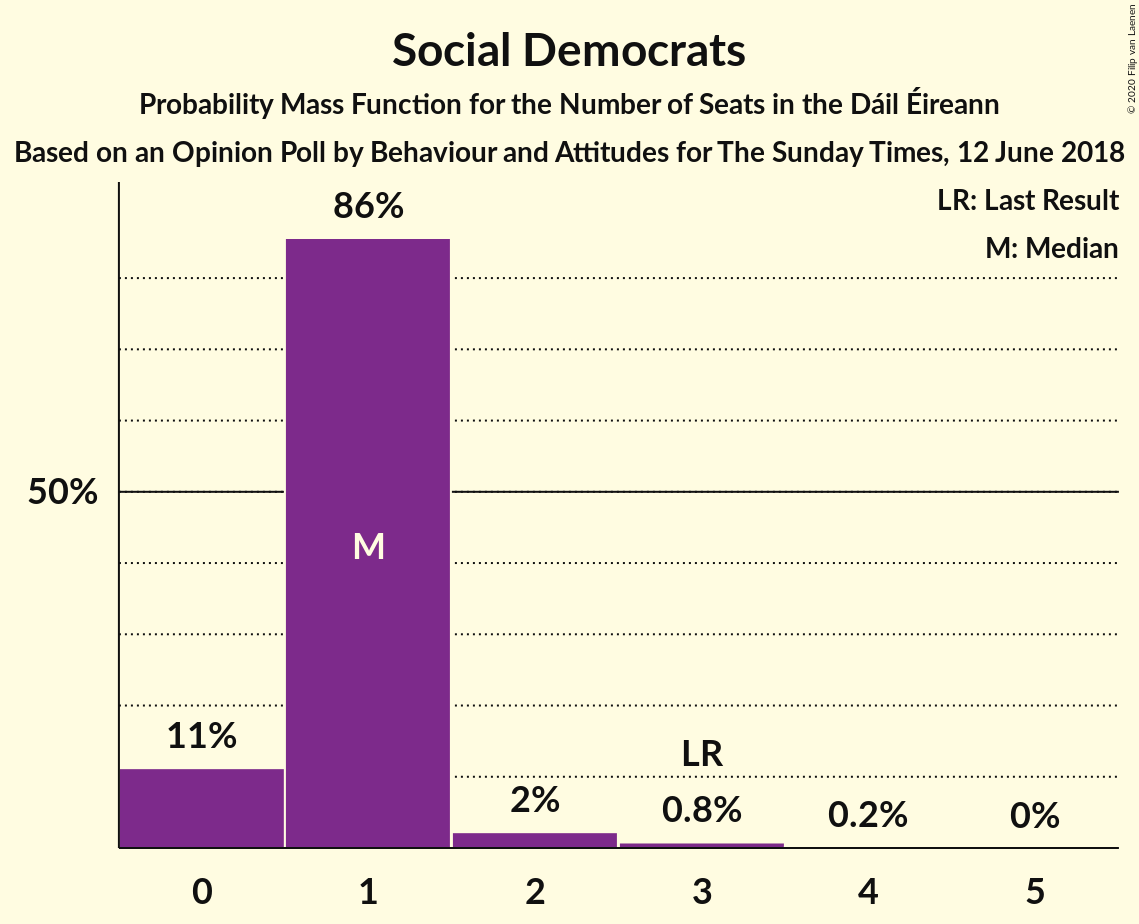 Social Democrats
Probability Mass Function for the Number of Seats in the Dáil Éireann
Based on an Opinion Poll by Behaviour and Attitudes for The Sunday Times, 12 June 2018
© 2020 Filip van Laenen
LR: Last Result
M: Median
86%
50%
M
11%
LR
2%
0.8%
0.2%
0%
0
1
2
3
4
5